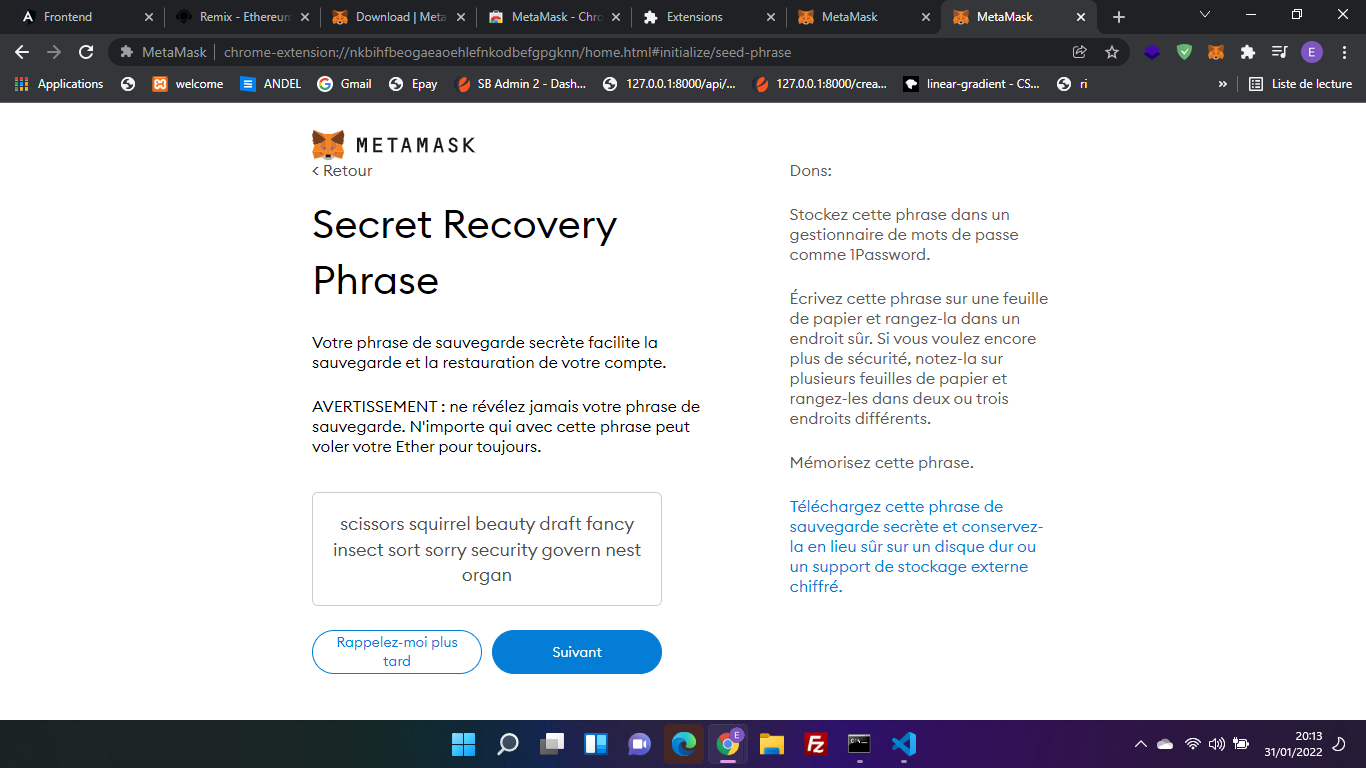 Frontend
Remix - Ethereum
Download | Meta
MetaMask - Chro
Extensions
MetaMask
MetaMask
MetaMask | chrome-extension://nkbihfbeogaeaoehlefnkodbefgpgknn/home.html#initialize/seed-phrase
E
Applications welcome ANDEL Gmail Epay SB Admin 2 - Dash... 127.0.0.1:8000/api/... 127.0.0.1:8000/crea... linear-gradient - CS... ri » Liste de lecture
METAMASK
< Retour
Secret Recovery
Phrase
Votre phrase de sauvegarde secrète facilite la
sauvegarde et la restauration de votre compte.
AVERTISSEMENT : ne révélez jamais votre phrase de
sauvegarde. N'importe qui avec cette phrase peut
voler votre Ether pour toujours.
scissors squirrel beauty draft fancy
insect sort sorry security govern nest
organ
Rappelez-moi plus
tard
Suivant
Dons:
Stockez cette phrase dans un
gestionnaire de mots de passe
comme 1Password.
Écrivez cette phrase sur une feuille
de papier et rangez-la dans un
endroit sûr. Si vous voulez encore
plus de sécurité, notez-la sur
plusieurs feuilles de papier et
rangez-les dans deux ou trois
endroits différents.
Mémorisez cette phrase.
Téléchargez cette phrase de
sauvegarde secrète et conservez-
la en lieu sûr sur un disque dur ou
un support de stockage externe
chiffré.
E
Fz
20:13
31/01/2022